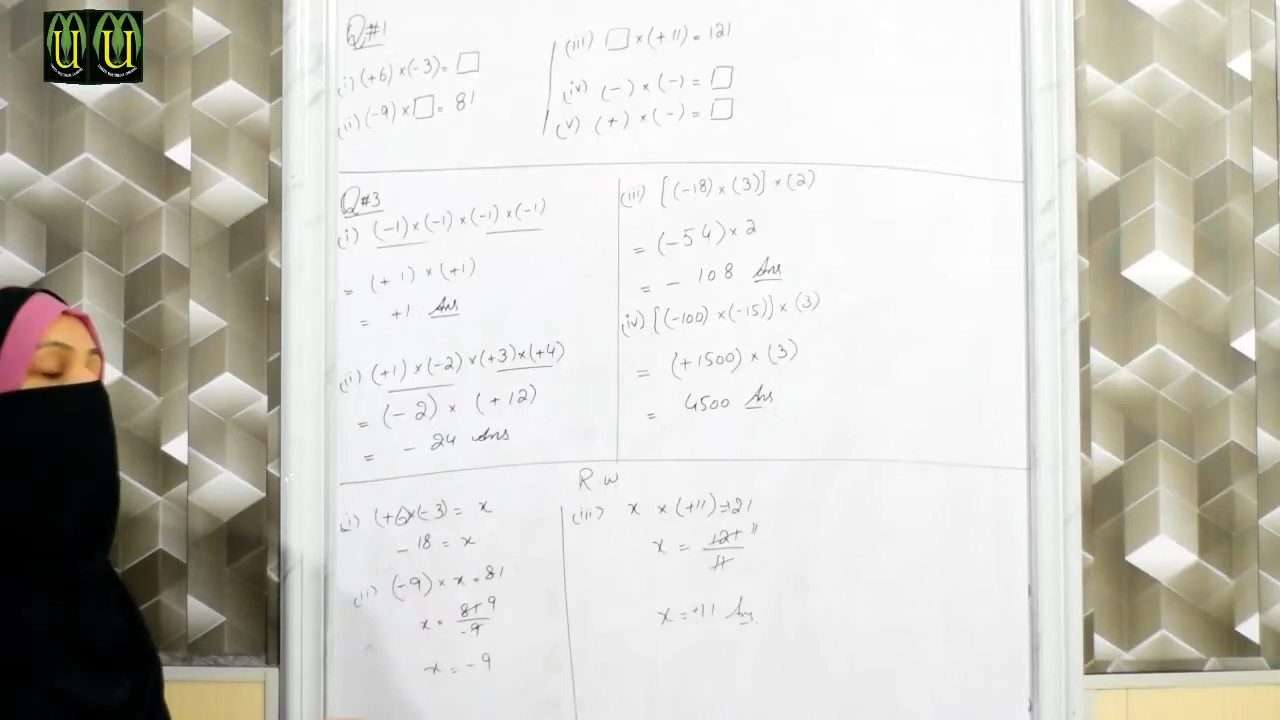 U U
Q#1
(i) (+6) × (-3) = □
(ii) (-9) × □ = 81
(iii) □ × (+11) = 121
(iv) (-) × (-) = □
(v) (+) × (-) = □
Q#3
(i) (-1) × (-1) × (-1) × (-1)
= (+1) × (+1)
= +1 Ans
(ii) (+1) × (-2) × (+3) × (+4)
= (-2) × (+12)
= - 24 Ans
(iii) [(-18) × (3)] × (2)
= (-54) × 2
= - 108 Ans
(iv) [(-100) × (-15)] × (3)
= (+1500) × (3)
= 4500 Ans
R W
(i) (+6) × (-3) = x
- 18 = x
(ii) (-9) × x = 81
x = 81 9
-9
x = -9
(iii) x × (+11) = 121
x = 121 11
11
x = +11 Ans.